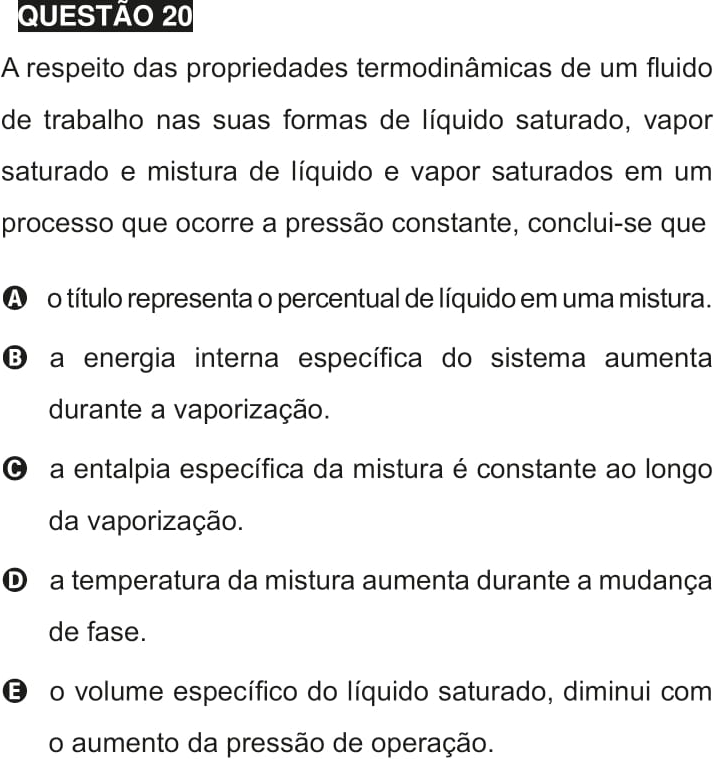 QUESTÃO 20
A respeito das propriedades termodinâmicas de um fluido
de trabalho nas suas formas de líquido saturado, vapor
saturado e mistura de líquido e vapor saturados em um
processo que ocorre a pressão constante, conclui-se que
A o título representa o percentual de líquido em uma mistura.
B a energia interna específica do sistema aumenta
durante a vaporização.
C a entalpia específica da mistura é constante ao longo
da vaporização.
D a temperatura da mistura aumenta durante a mudança
de fase.
E o volume específico do líquido saturado, diminui com
o aumento da pressão de operação.